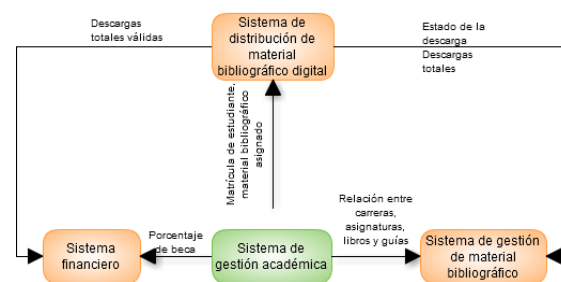 Descargas
totales válidas
Sistema de
distribución de
material
bibliográfico digital
Estado de la
descarga
Descargas
totales
Matrícula de estudiante,
material bibliográfico
asignado
Relación entre
carreras,
asignaturas,
libros y guías
Porcentaje
de beca
Sistema
financiero
Sistema de
gestión académica
Sistema de gestión
de material
bibliográfico